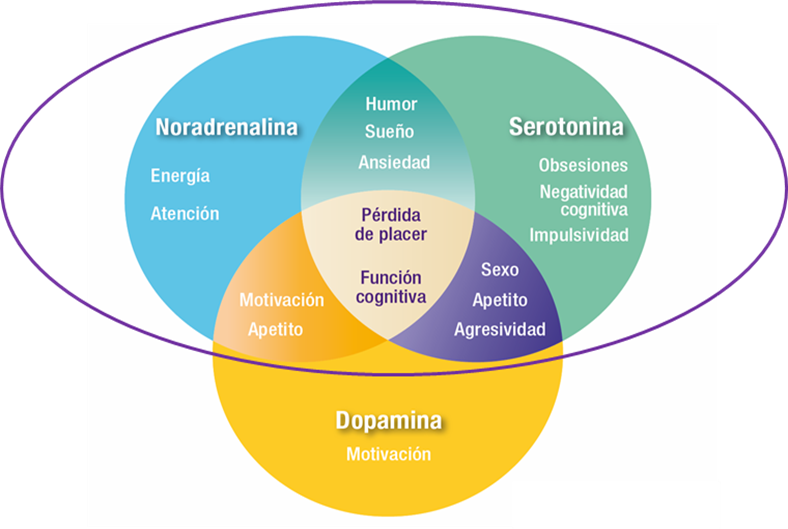 Noradrenalina
Energía
Atención
Humor
Sueño
Ansiedad
Serotonina
Obsesiones
Negatividad
cognitiva
Impulsividad
Pérdida
de placer
Función
cognitiva
Motivación
Apetito
Sexo
Apetito
Agresividad
Dopamina
Motivación